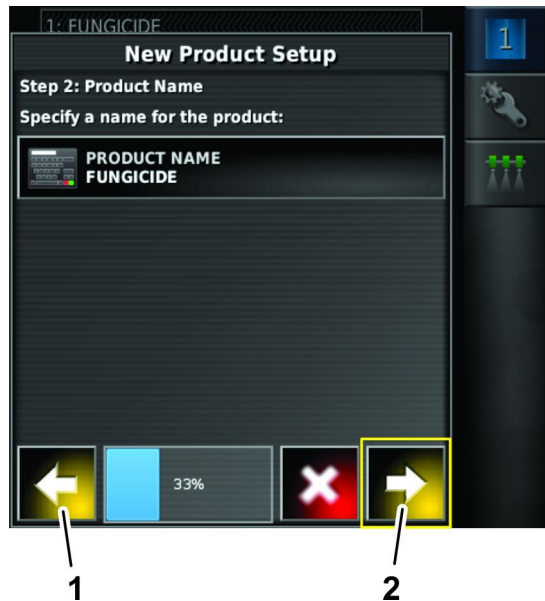 1: FUNGICIDE
New Product Setup
1
Step 2: Product Name
Specify a name for the product:
PRODUCT NAME
FUNGICIDE
33%
1
2